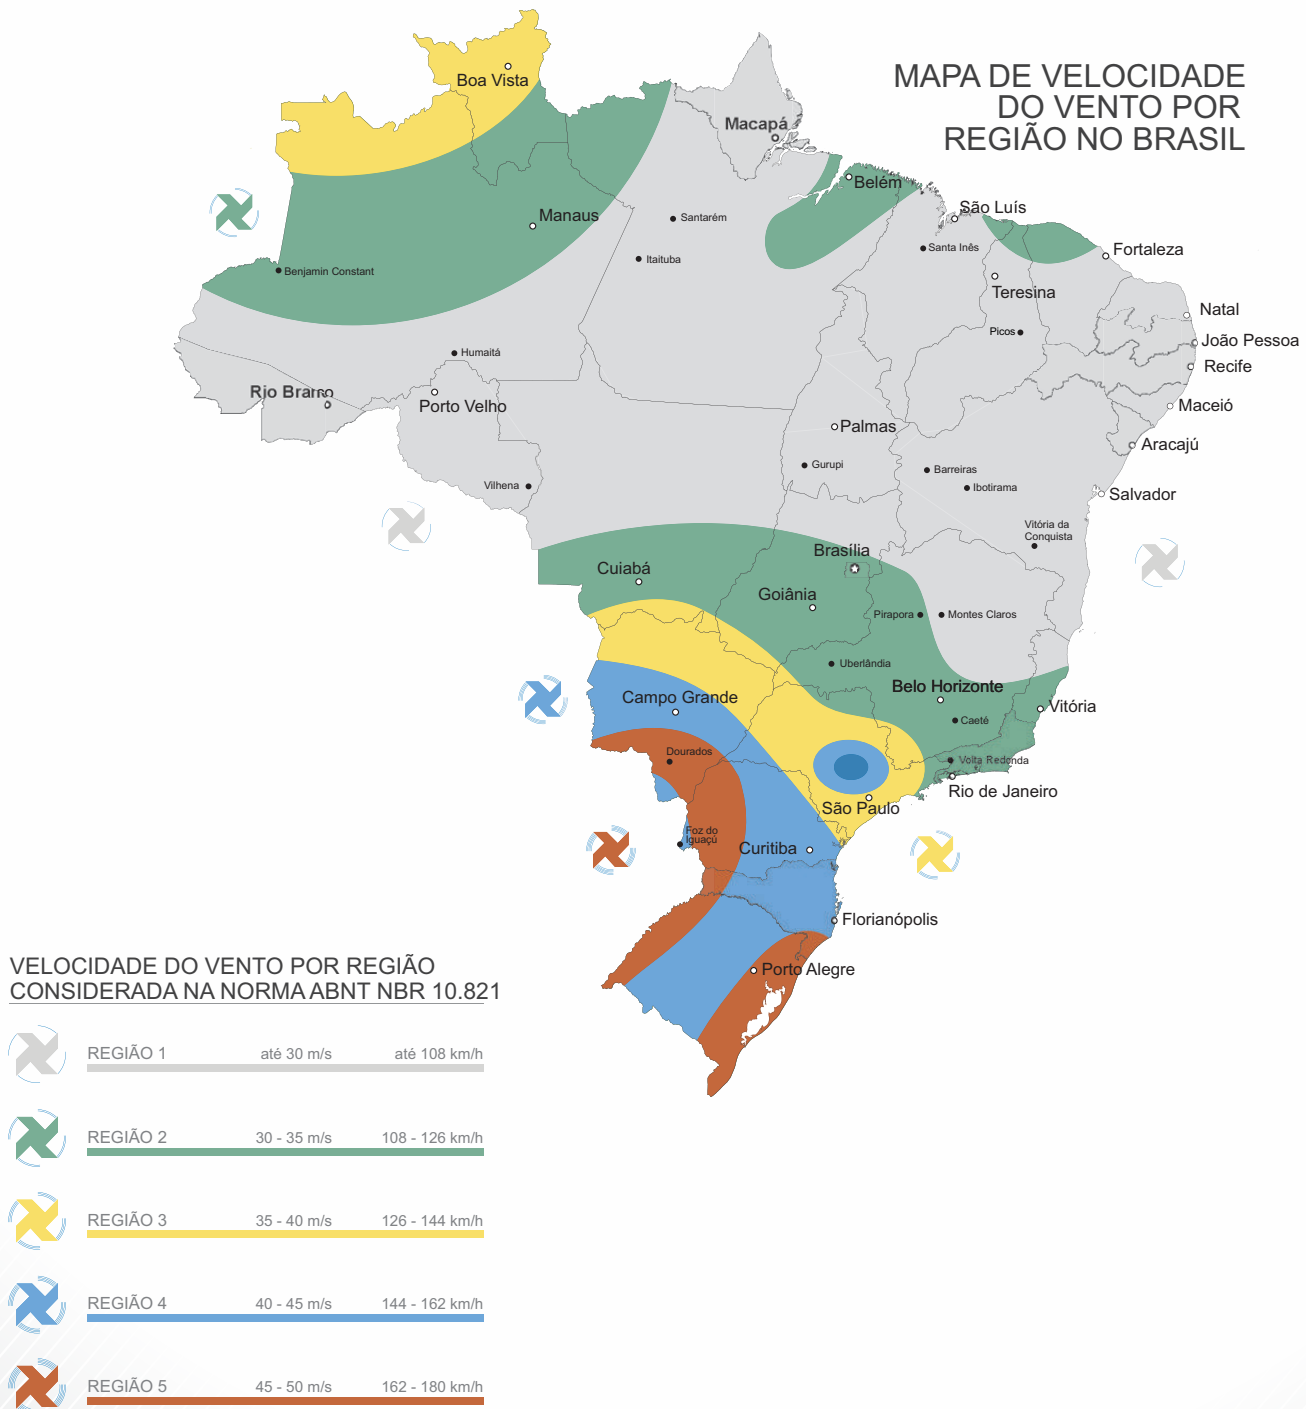 MAPA DE VELOCIDADE
DO VENTO POR
REGIÃO NO BRASIL
Boa Vista
Macapá
Belém
São Luís
Manaus
Santarém
Santa Inês
Fortaleza
Itaituba
Benjamin Constant
Teresina
Natal
Picos
João Pessoa
Humaitá
Recife
Rio Branco
Porto Velho
Maceió
Palmas
Aracajú
Gurupi
Barreiras
Vilhena
Ibotirama
Salvador
Vitória da
Conquista
Brasília
Cuiabá
Goiânia
Pirapora
Montes Claros
Uberlândia
Belo Horizonte
Campo Grande
Vitória
Caeté
Dourados
Volta Redonda
Rio de Janeiro
São Paulo
Foz do
Iguaçú
Curitiba
Florianópolis
Porto Alegre
VELOCIDADE DO VENTO POR REGIÃO
CONSIDERADA NA NORMA ABNT NBR 10.821
REGIÃO 1 até 30 m/s até 108 km/h
REGIÃO 2 30 - 35 m/s 108 - 126 km/h
REGIÃO 3 35 - 40 m/s 126 - 144 km/h
REGIÃO 4 40 - 45 m/s 144 - 162 km/h
REGIÃO 5 45 - 50 m/s 162 - 180 km/h